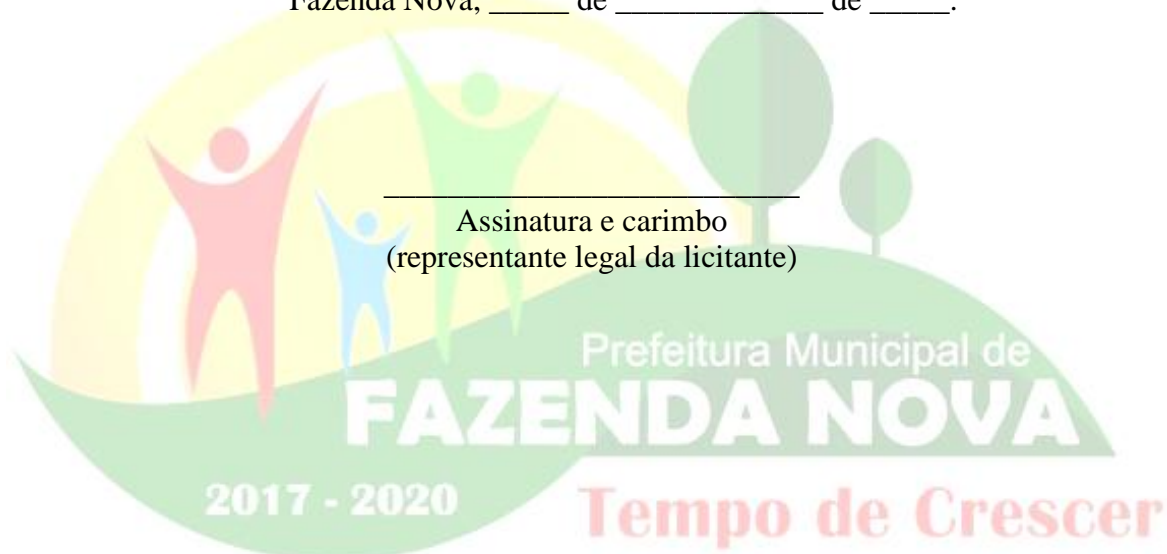 Fazenda Nova, _____ de _____________ de _____.
__________________________
Assinatura e carimbo
(representante legal da licitante)
Prefeitura Municipal de
FAZENDA NOVA
2017 - 2020
Tempo de Crescer